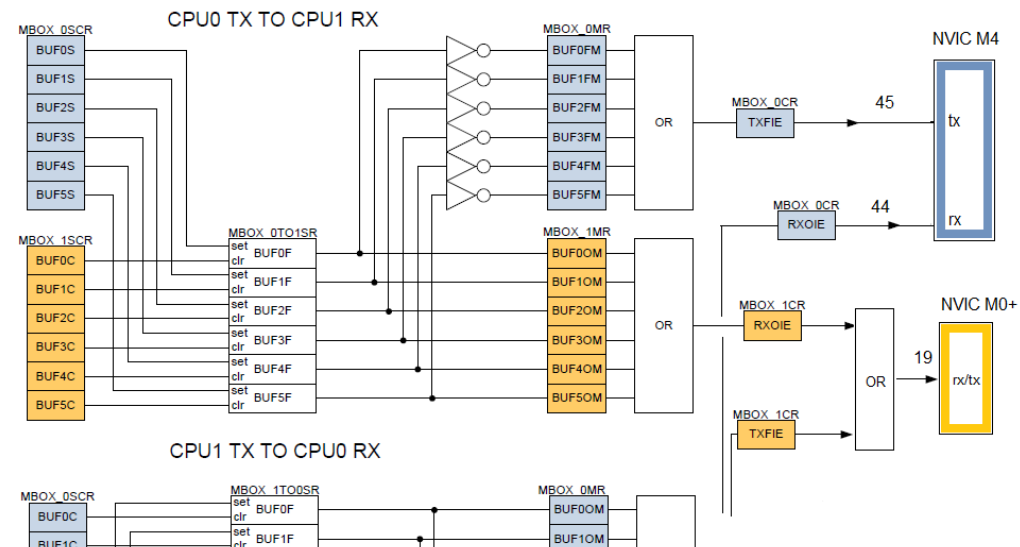 CPU0 TX TO CPU1 RX
MBOX_0SCR
BUF0S
BUF1S
BUF2S
BUF3S
BUF4S
BUF5S
MBOX_1SCR
BUF0C
BUF1C
BUF2C
BUF3C
BUF4C
BUF5C
MBOX_0TO1SR
set
clr
BUF0F
set
clr
BUF1F
set
clr
BUF2F
set
clr
BUF3F
set
clr
BUF4F
set
clr
BUF5F
MBOX_0MR
BUF0FM
BUF1FM
BUF2FM
BUF3FM
BUF4FM
BUF5FM
OR
MBOX_1MR
BUF0OM
BUF1OM
BUF2OM
BUF3OM
BUF4OM
BUF5OM
OR
MBOX_0CR
TXFIE
45
MBOX_0CR
RXOIE
44
NVIC M4
tx
rx
MBOX_1CR
RXOIE
MBOX_1CR
TXFIE
OR
19
NVIC M0+
rx/tx
CPU1 TX TO CPU0 RX
MBOX_0SCR
BUF0C
BUF1C
MBOX_1TO0SR
set
clr
BUF0F
set
clr
BUF1F
MBOX_0MR
BUF0OM
BUF1OM